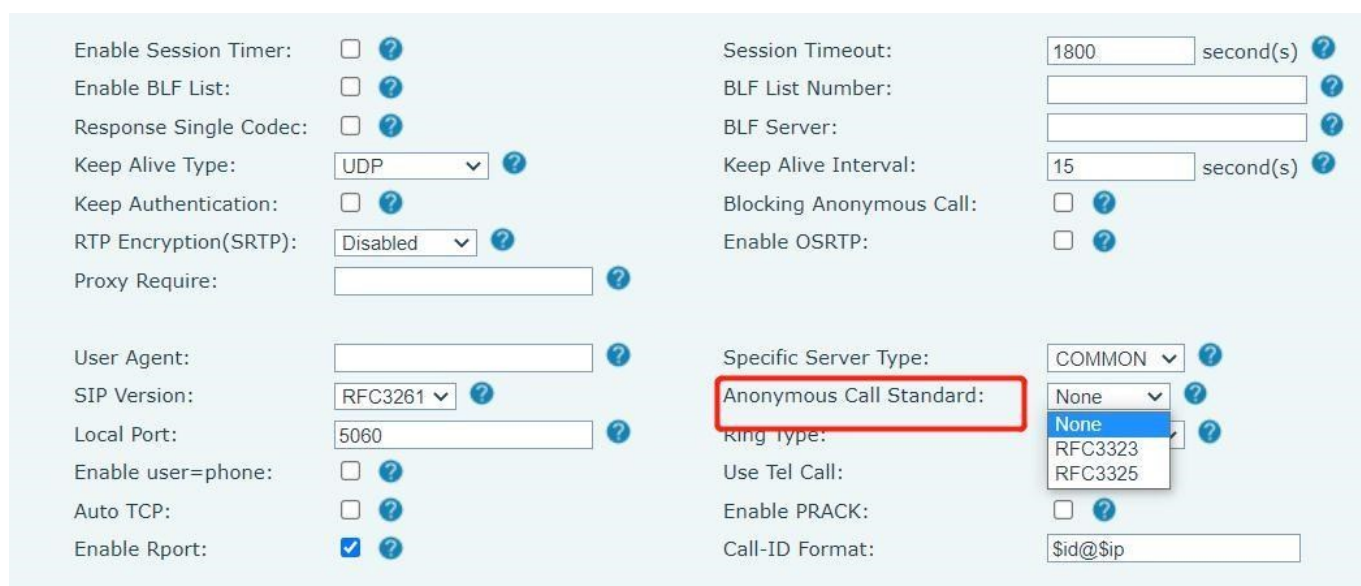 Enable Session Timer: ? Session Timeout: 1800 second(s) ?
Enable BLF List: ? BLF List Number: ?
Response Single Codec: ? BLF Server: ?
Keep Alive Type: UDP ? Keep Alive Interval: 15 second(s) ?
Keep Authentication: ? Blocking Anonymous Call: ?
RTP Encryption(SRTP): Disabled ? Enable OSRTP: ?
Proxy Require: ?
User Agent: ? Specific Server Type: COMMON ?
SIP Version: RFC3261 ? Anonymous Call Standard: None ?
None
Local Port: 5060 ? Ring Type: ?
RFC3323
Enable user=phone: ? Use Tel Call:
RFC3325
Auto TCP: ? Enable PRACK: ?
Enable Rport: ? Call-ID Format: $id@$ip